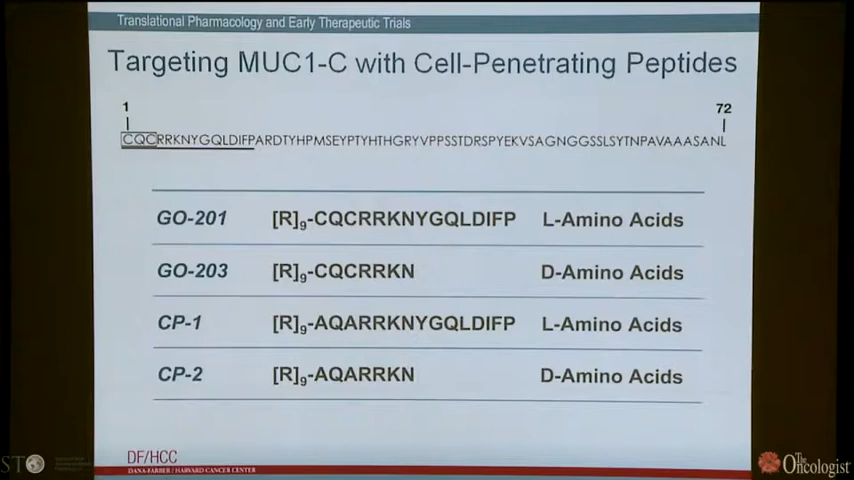 Translational Pharmacology and Early Therapeutic Trials
Targeting MUC1-C with Cell-Penetrating Peptides
1 72
CQCRRKNYGQLDIFPARDTYHPMSEYPTYHTHGRYVPPSSTDRSPYEKVSAGNGGSSLSYTNPAVAAASANL
GO-201 [R]9-CQCRRKNYGQLDIFP L-Amino Acids
GO-203 [R]9-CQCRRKN D-Amino Acids
CP-1 [R]9-AQARRKNYGQLDIFP L-Amino Acids
CP-2 [R]9-AQARRKN D-Amino Acids
DF/HCC
DANA-FARBER / HARVARD CANCER CENTER
The Oncologist